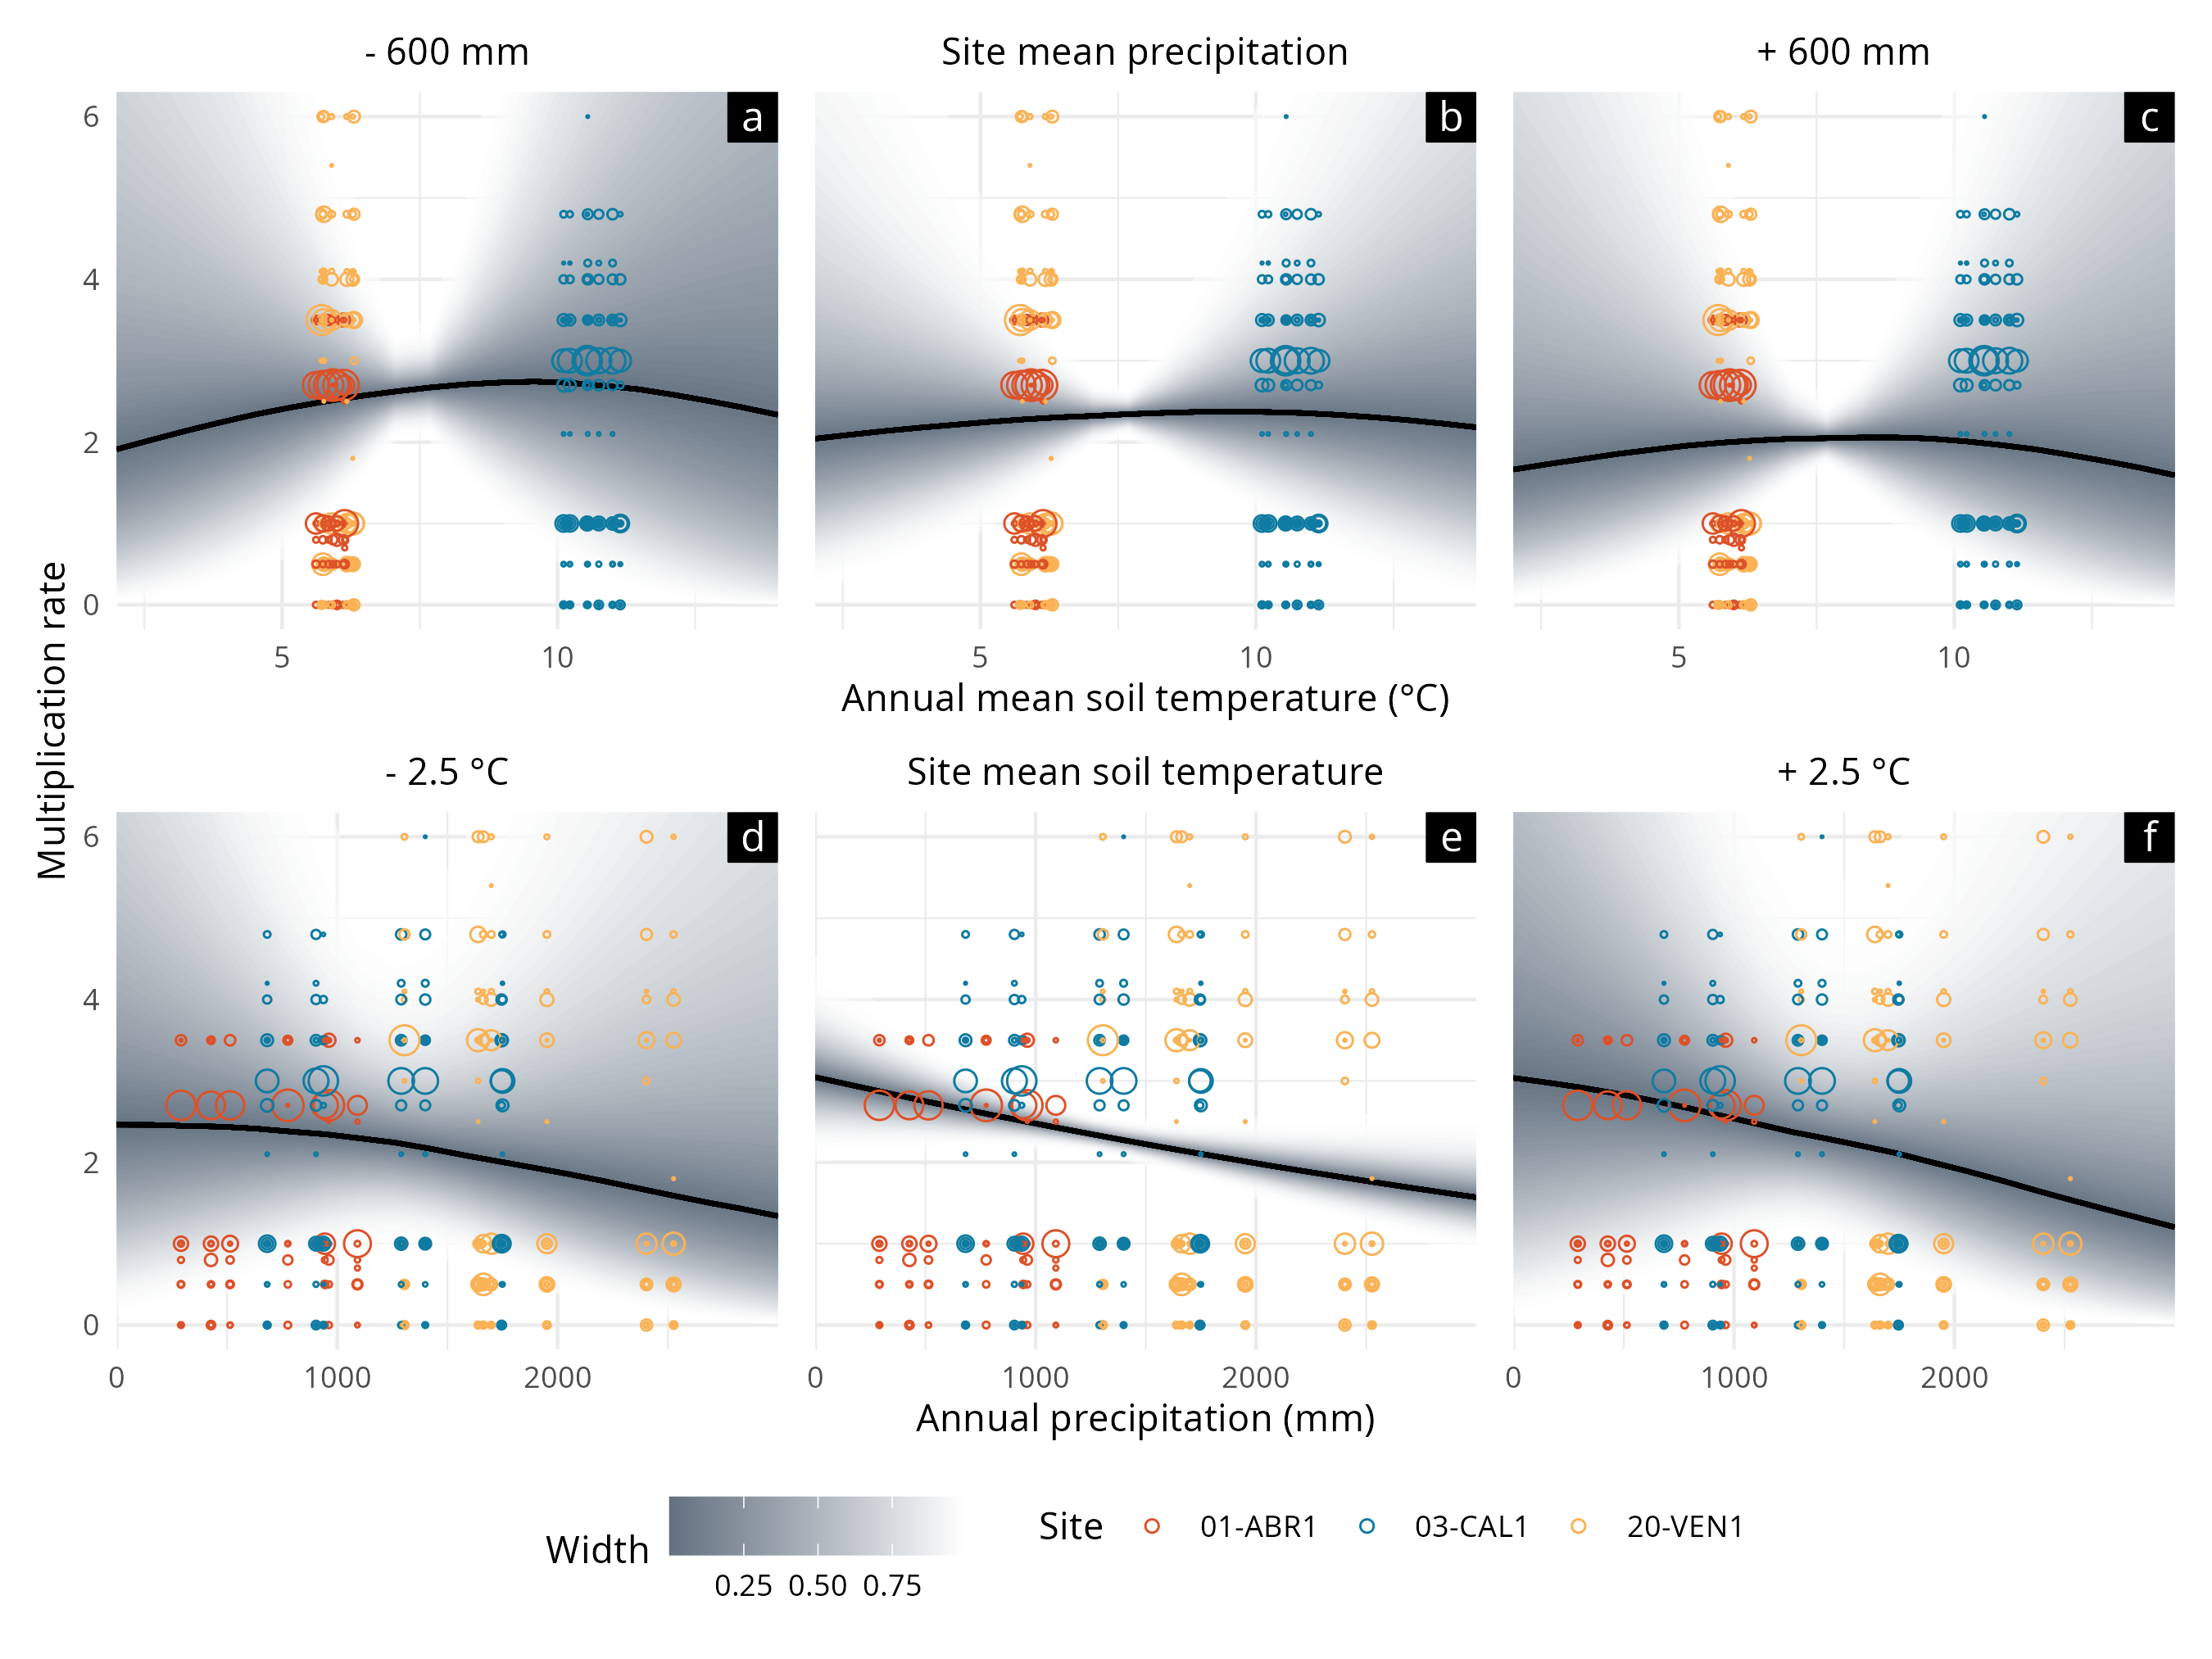 - 600 mm
Site mean precipitation
+ 600 mm
a
b
c
6
4
2
0
5 10
5 10
5 10
Annual mean soil temperature (°C)
Multiplication rate
- 2.5 °C
Site mean soil temperature
+ 2.5 °C
d
e
f
6
4
2
0
0 1000 2000
0 1000 2000
0 1000 2000
Annual precipitation (mm)
Width
0.25 0.50 0.75
Site 01-ABR1 03-CAL1 20-VEN1